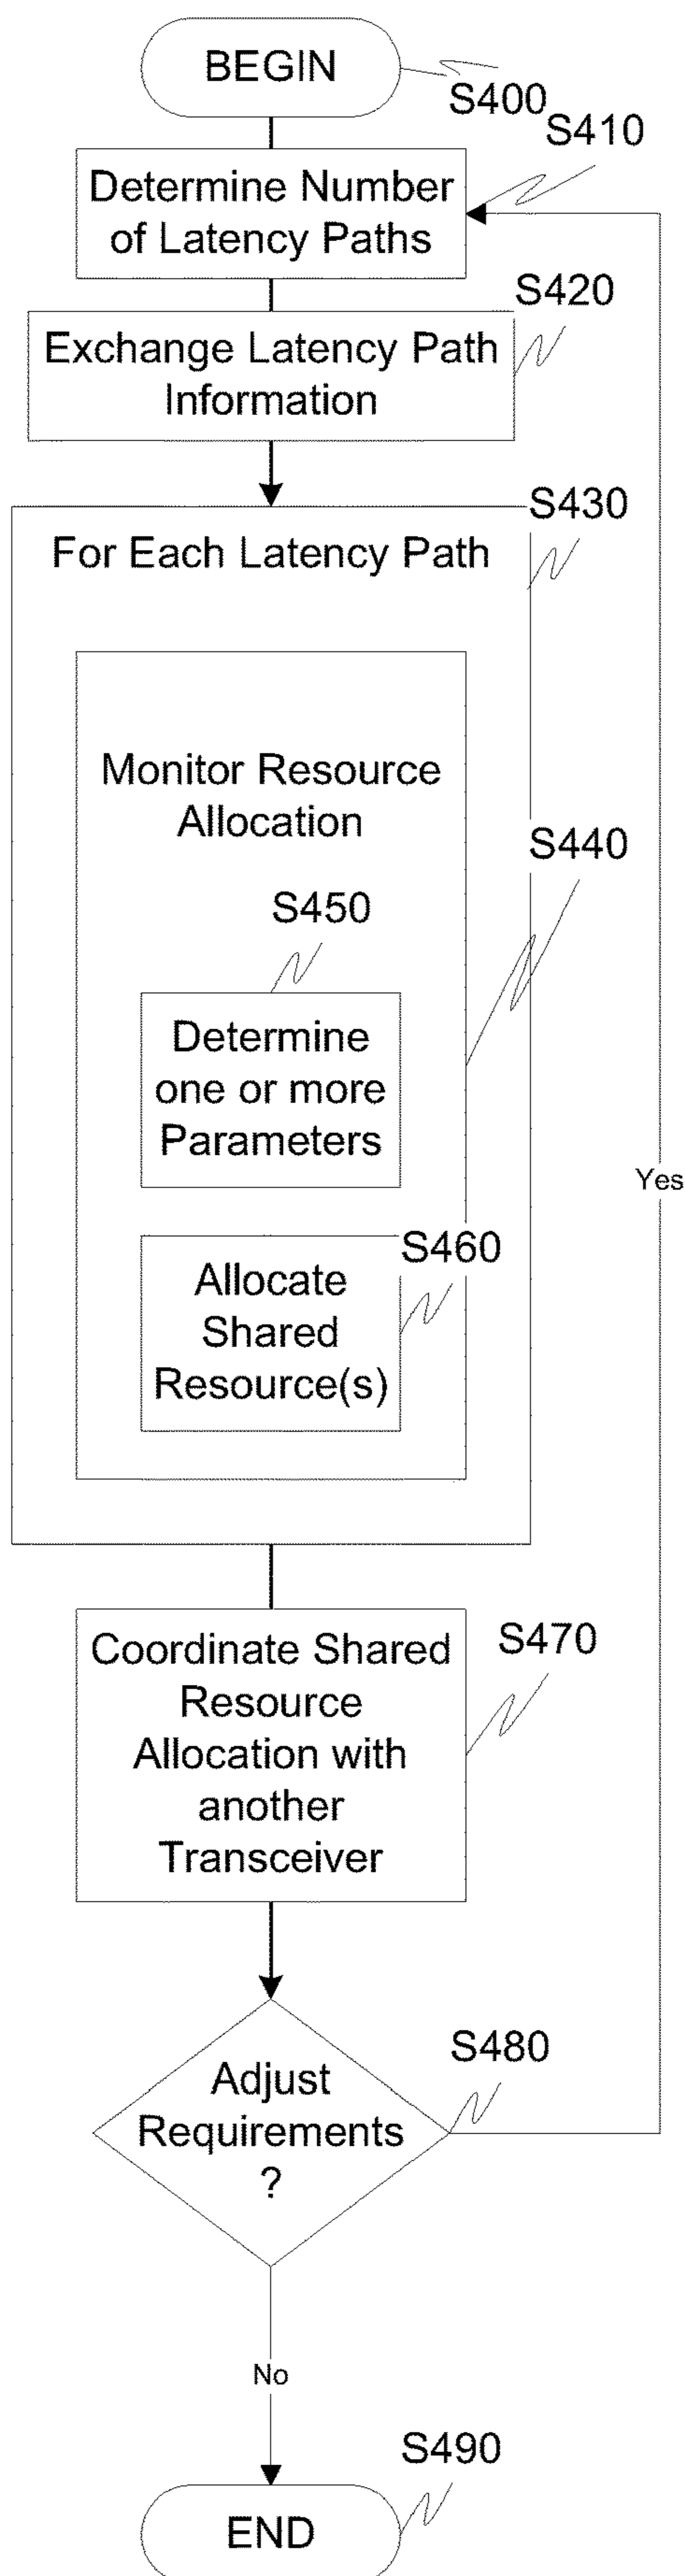 BEGIN
S400
S410
Determine Number
of Latency Paths
S420
Exchange Latency Path
Information
S430
For Each Latency Path
Monitor Resource
Allocation
S440
S450
Determine
one or more
Parameters
Yes
S460
Allocate
Shared
Resource(s)
S470
Coordinate Shared
Resource
Allocation with
another
Transceiver
S480
Adjust
Requirements
?
No
S490
END